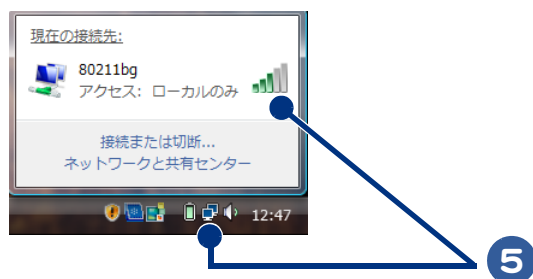 現在の接続先:
80211bg
アクセス: ローカルのみ
接続または切断...
ネットワークと共有センター
12:47
5